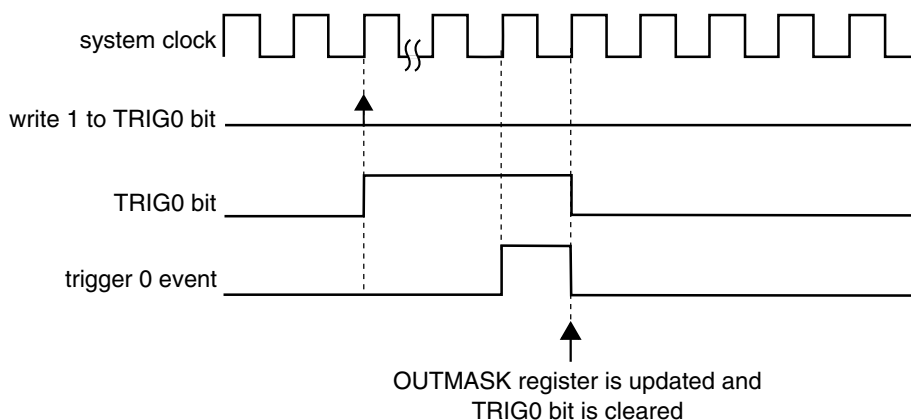 system clock
write 1 to TRIG0 bit
TRIG0 bit
trigger 0 event
OUTMASK register is updated and
TRIG0 bit is cleared